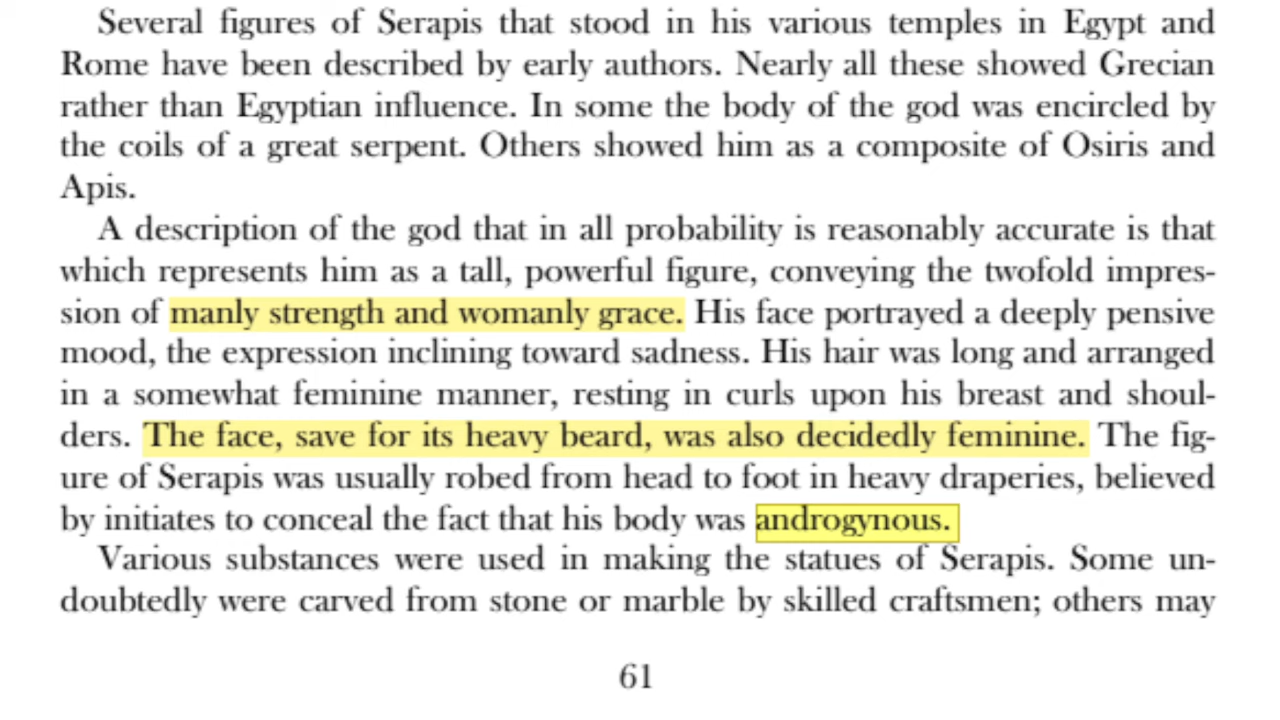 Several figures of Serapis that stood in his various temples in Egypt and
Rome have been described by early authors. Nearly all these showed Grecian
rather than Egyptian influence. In some the body of the god was encircled by
the coils of a great serpent. Others showed him as a composite of Osiris and
Apis.
A description of the god that in all probability is reasonably accurate is that
which represents him as a tall, powerful figure, conveying the twofold impres-
sion of manly strength and womanly grace. His face portrayed a deeply pensive
mood, the expression inclining toward sadness. His hair was long and arranged
in a somewhat feminine manner, resting in curls upon his breast and shoul-
ders. The face, save for its heavy beard, was also decidedly feminine. The fig-
ure of Serapis was usually robed from head to foot in heavy draperies, believed
by initiates to conceal the fact that his body was androgynous.
Various substances were used in making the statues of Serapis. Some un-
doubtedly were carved from stone or marble by skilled craftsmen; others may
61